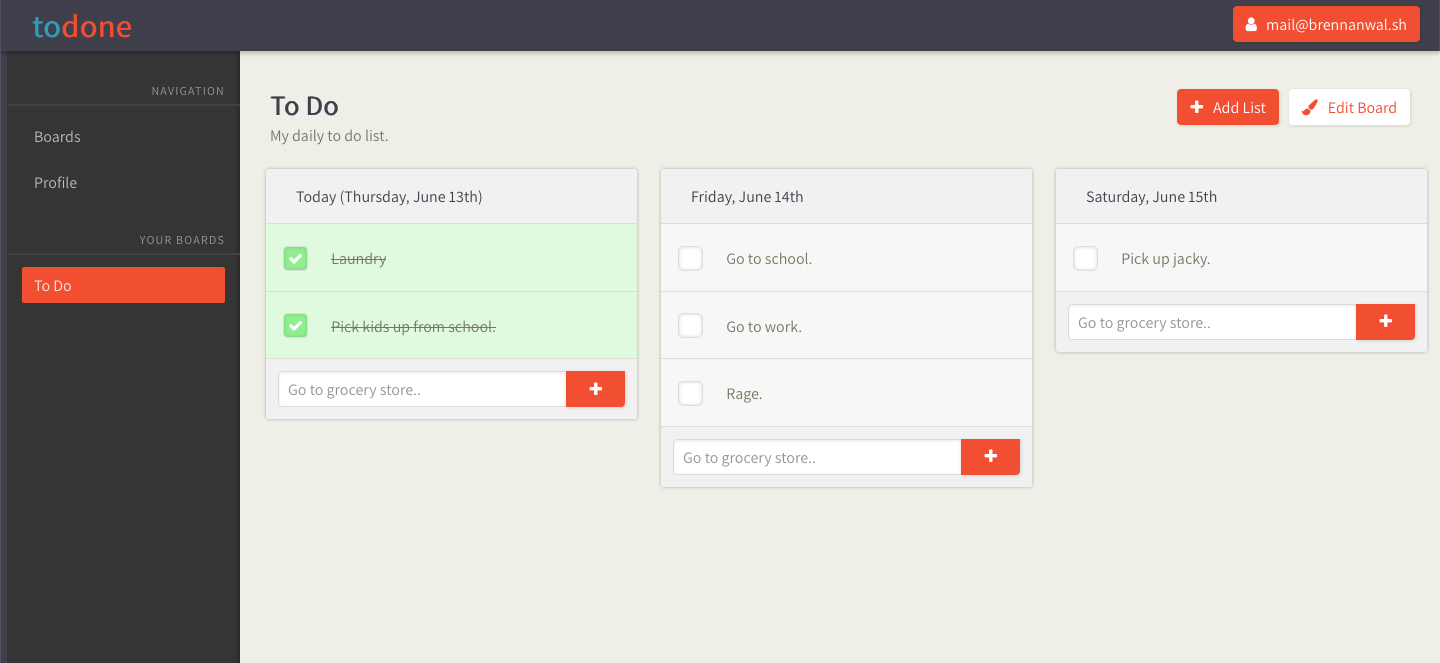 todone
mail@brennanwal.sh
NAVIGATION
Boards
Profile
YOUR BOARDS
To Do
To Do
My daily to do list.
Add List
Edit Board
Today (Thursday, June 13th)
Laundry
Pick kids up from school.
Go to grocery store..
Friday, June 14th
Go to school.
Go to work.
Rage.
Go to grocery store..
Saturday, June 15th
Pick up jacky.
Go to grocery store..